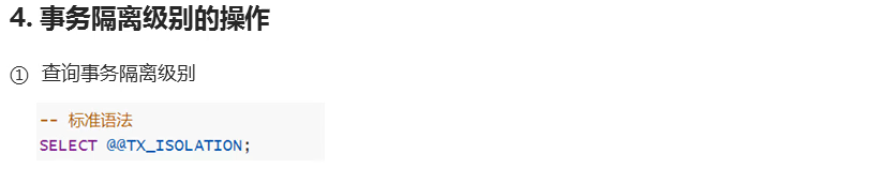 4. 事务隔离级别的操作
① 查询事务隔离级别
-- 标准语法
SELECT @@TX_ISOLATION;